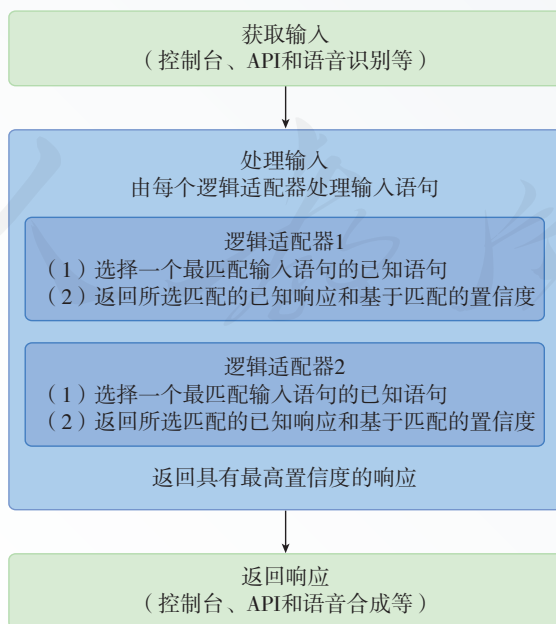 获取输入
（控制台、API和语音识别等）
处理输入
由每个逻辑适配器处理输入语句
逻辑适配器1
（1）选择一个最匹配输入语句的已知语句
（2）返回所选匹配的已知响应和基于匹配的置信度
逻辑适配器2
（1）选择一个最匹配输入语句的已知语句
（2）返回所选匹配的已知响应和基于匹配的置信度
返回具有最高置信度的响应
返回响应
（控制台、API和语音合成等）